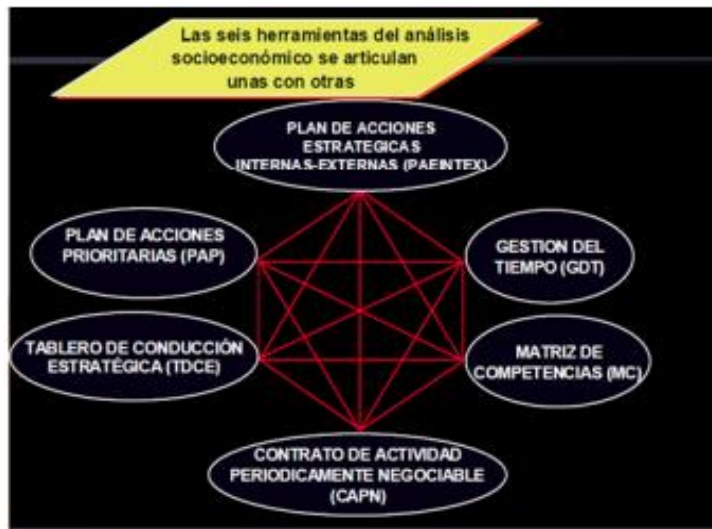 Las seis herramientas del análisis
socioeconómico se articulan
unas con otras
PLAN DE ACCIONES
ESTRATEGICAS
INTERNAS-EXTERNAS (PAEINTEX)
PLAN DE ACCIONES
PRIORITARIAS (PAP)
GESTION DEL
TIEMPO (GDT)
TABLERO DE CONDUCCIÓN
ESTRATÉGICA (TDCE)
MATRIZ DE
COMPETENCIAS (MC)
CONTRATO DE ACTIVIDAD
PERIODICAMENTE NEGOCIABLE
(CAPN)